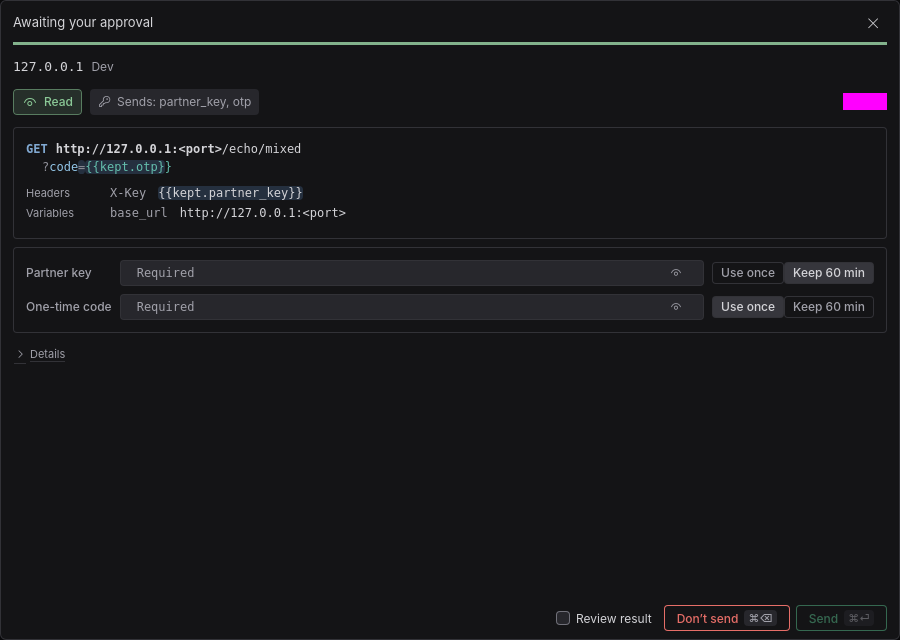 Awaiting your approval
127.0.0.1 Dev
Read Sends: partner_key, otp
GET http://127.0.0.1:<port>/echo/mixed
?code={{kept.otp}}
Headers X-Key {{kept.partner_key}}
Variables base_url http://127.0.0.1:<port>
Partner key Required Use once Keep 60 min
One-time code Required Use once Keep 60 min
Details
Review result Don't send ⌘⌫ Send ⌘⏎